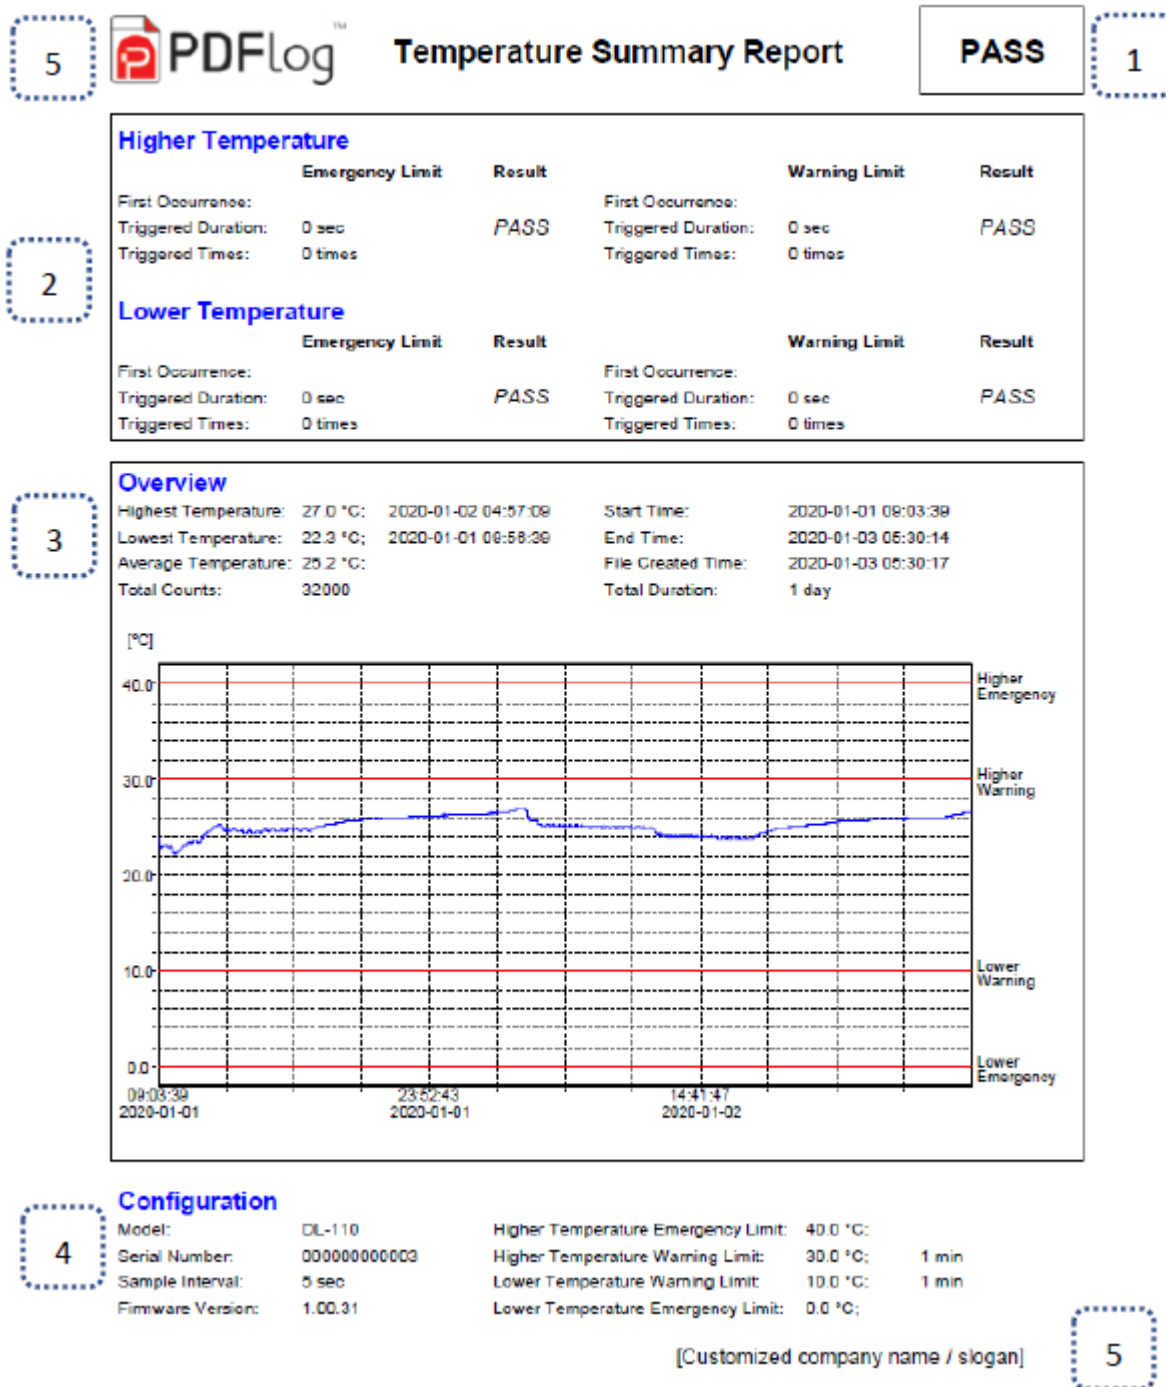 5
PDFLog™
Temperature Summary Report
PASS
1
Higher Temperature
Emergency Limit Result Warning Limit Result
First Occurrence: First Occurrence:
Triggered Duration: 0 sec PASS Triggered Duration: 0 sec PASS
Triggered Times: 0 times Triggered Times: 0 times
2
Lower Temperature
Emergency Limit Result Warning Limit Result
First Occurrence: First Occurrence:
Triggered Duration: 0 sec PASS Triggered Duration: 0 sec PASS
Triggered Times: 0 times Triggered Times: 0 times
Overview
Highest Temperature: 27.0 °C; 2020-01-02 04:57:09 Start Time: 2020-01-01 09:03:39
3
Lowest Temperature: 22.3 °C; 2020-01-01 09:58:39 End Time: 2020-01-03 05:30:14
Average Temperature: 25.2 °C; File Created Time: 2020-01-03 05:30:17
Total Counts: 32000 Total Duration: 1 day
[°C]
40.0 Higher Emergency
30.0 Higher Warning
20.0
10.0 Lower Warning
0.0 Lower Emergency
09:03:39 23:52:43 14:41:47
2020-01-01 2020-01-01 2020-01-02
Configuration
Model: DL-110 Higher Temperature Emergency Limit: 40.0 °C;
4
Serial Number: 000000000003 Higher Temperature Warning Limit: 30.0 °C; 1 min
Sample Interval: 5 sec Lower Temperature Warning Limit: 10.0 °C; 1 min
Firmware Version: 1.00.31 Lower Temperature Emergency Limit: 0.0 °C;
[Customized company name / slogan]
5